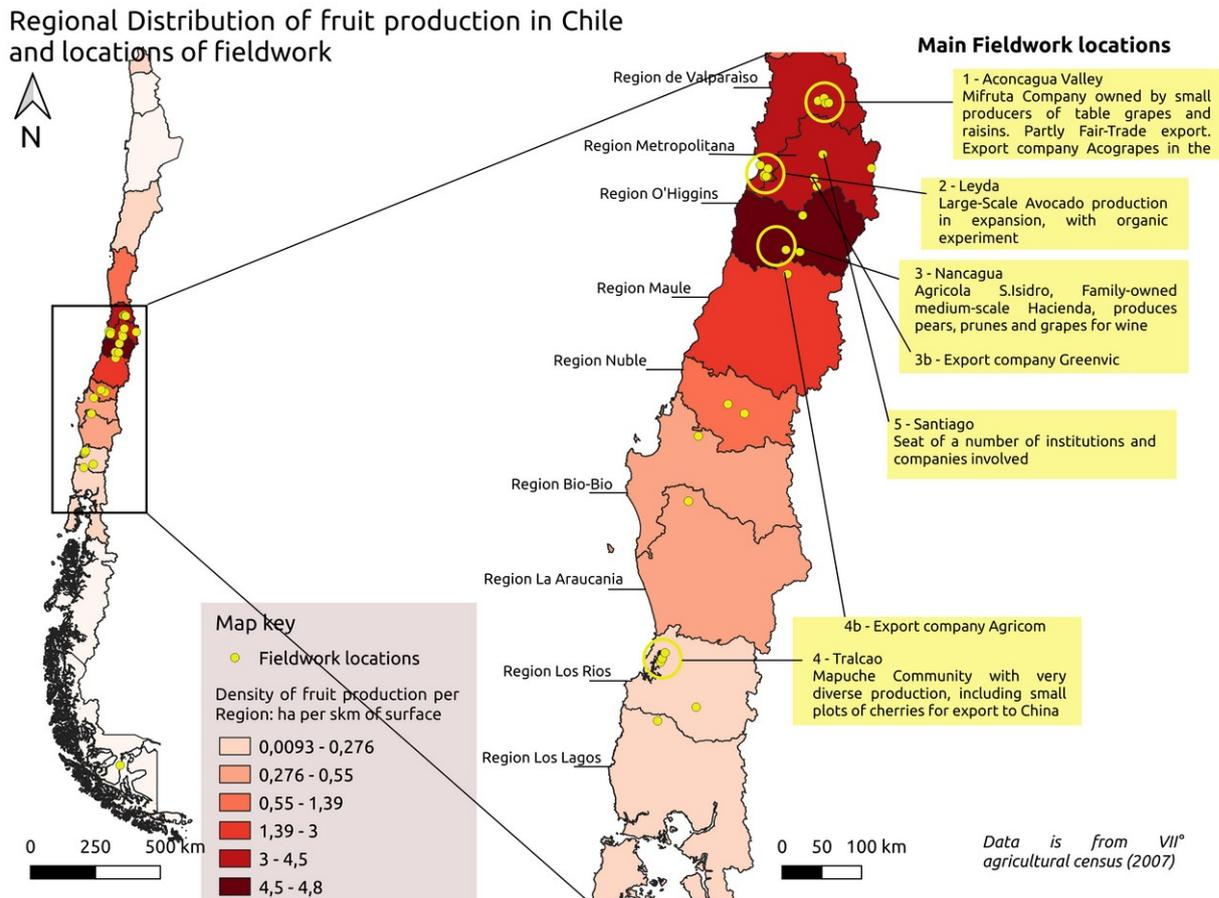 Regional Distribution of fruit production in Chile
and locations of fieldwork
N
Main Fieldwork locations
Region de Valparaiso
Region Metropolitana
Region O'Higgins
Region Maule
Region Nuble
Region Bio-Bio
Region La Araucania
Region Los Rios
Region Los Lagos
1 - Aconcagua Valley
Mifruta Company owned by small
producers of table grapes and
raisins. Partly Fair-Trade export.
Export company Acograpes in the
2 - Leyda
Large-Scale Avocado production
in expansion, with organic
experiment
3 - Nancagua
Agricola S.Isidro, Family-owned
medium-scale Hacienda, produces
pears, prunes and grapes for wine
3b - Export company Greenvic
5 - Santiago
Seat of a number of institutions and
companies involved
4b - Export company Agricom
4 - Tralcao
Mapuche Community with very
diverse production, including small
plots of cherries for export to China
Map key
Fieldwork locations
Density of fruit production per
Region: ha per skm of surface
0,0093 - 0,276
0,276 - 0,55
0,55 - 1,39
1,39 - 3
3 - 4,5
4,5 - 4,8
0 250 500 km
0 50 100 km
Data is from VII°
agricultural census (2007)